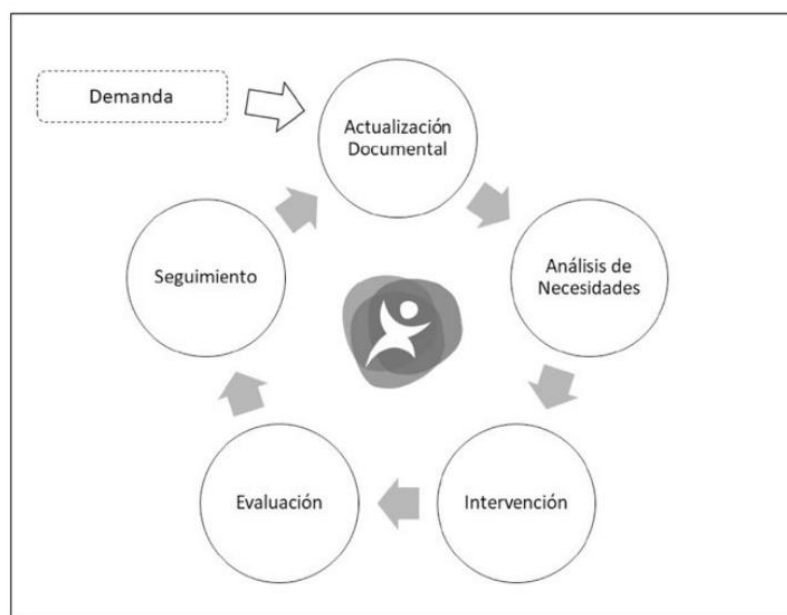 Demanda
Actualización
Documental
Análisis de
Necesidades
Intervención
Evaluación
Seguimiento